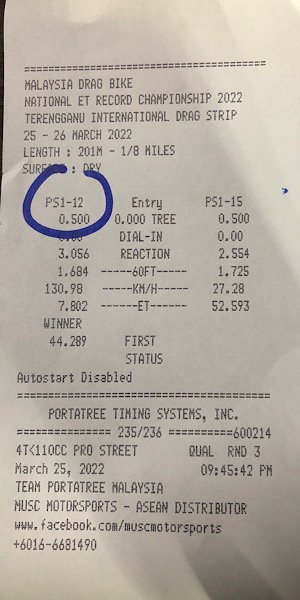 ========================================
MALAYSIA DRAG BIKE
NATIONAL ET RECORD CHAMPIONSHIP 2022
TERENGGANU INTERNATIONAL DRAG STRIP
25 - 26 MARCH 2022
LENGTH : 201M - 1/8 MILES
SURFACE : DRY
PS1-12 Entry PS1-15
0.500 0.000 TREE 0.500
DIAL-IN 0.00
3.056 REACTION 2.554
1.684 -----60FT----- 1.725
130.98 -----KM/H----- 27.28
7.802 ------ET------ 52.593
WINNER
44.289 FIRST
STATUS
Autostart Disabled
========================================
PORTATREE TIMING SYSTEMS, INC.
=============== 235/236 ==========600214
4T<110CC PRO STREET QUAL RND 3
March 25, 2022 09:45:42 PM
TEAM PORTATREE MALAYSIA
MUSC MOTORSPORTS - ASEAN DISTRIBUTOR
www.facebook.com/muscmotorsports
+6016-6681490